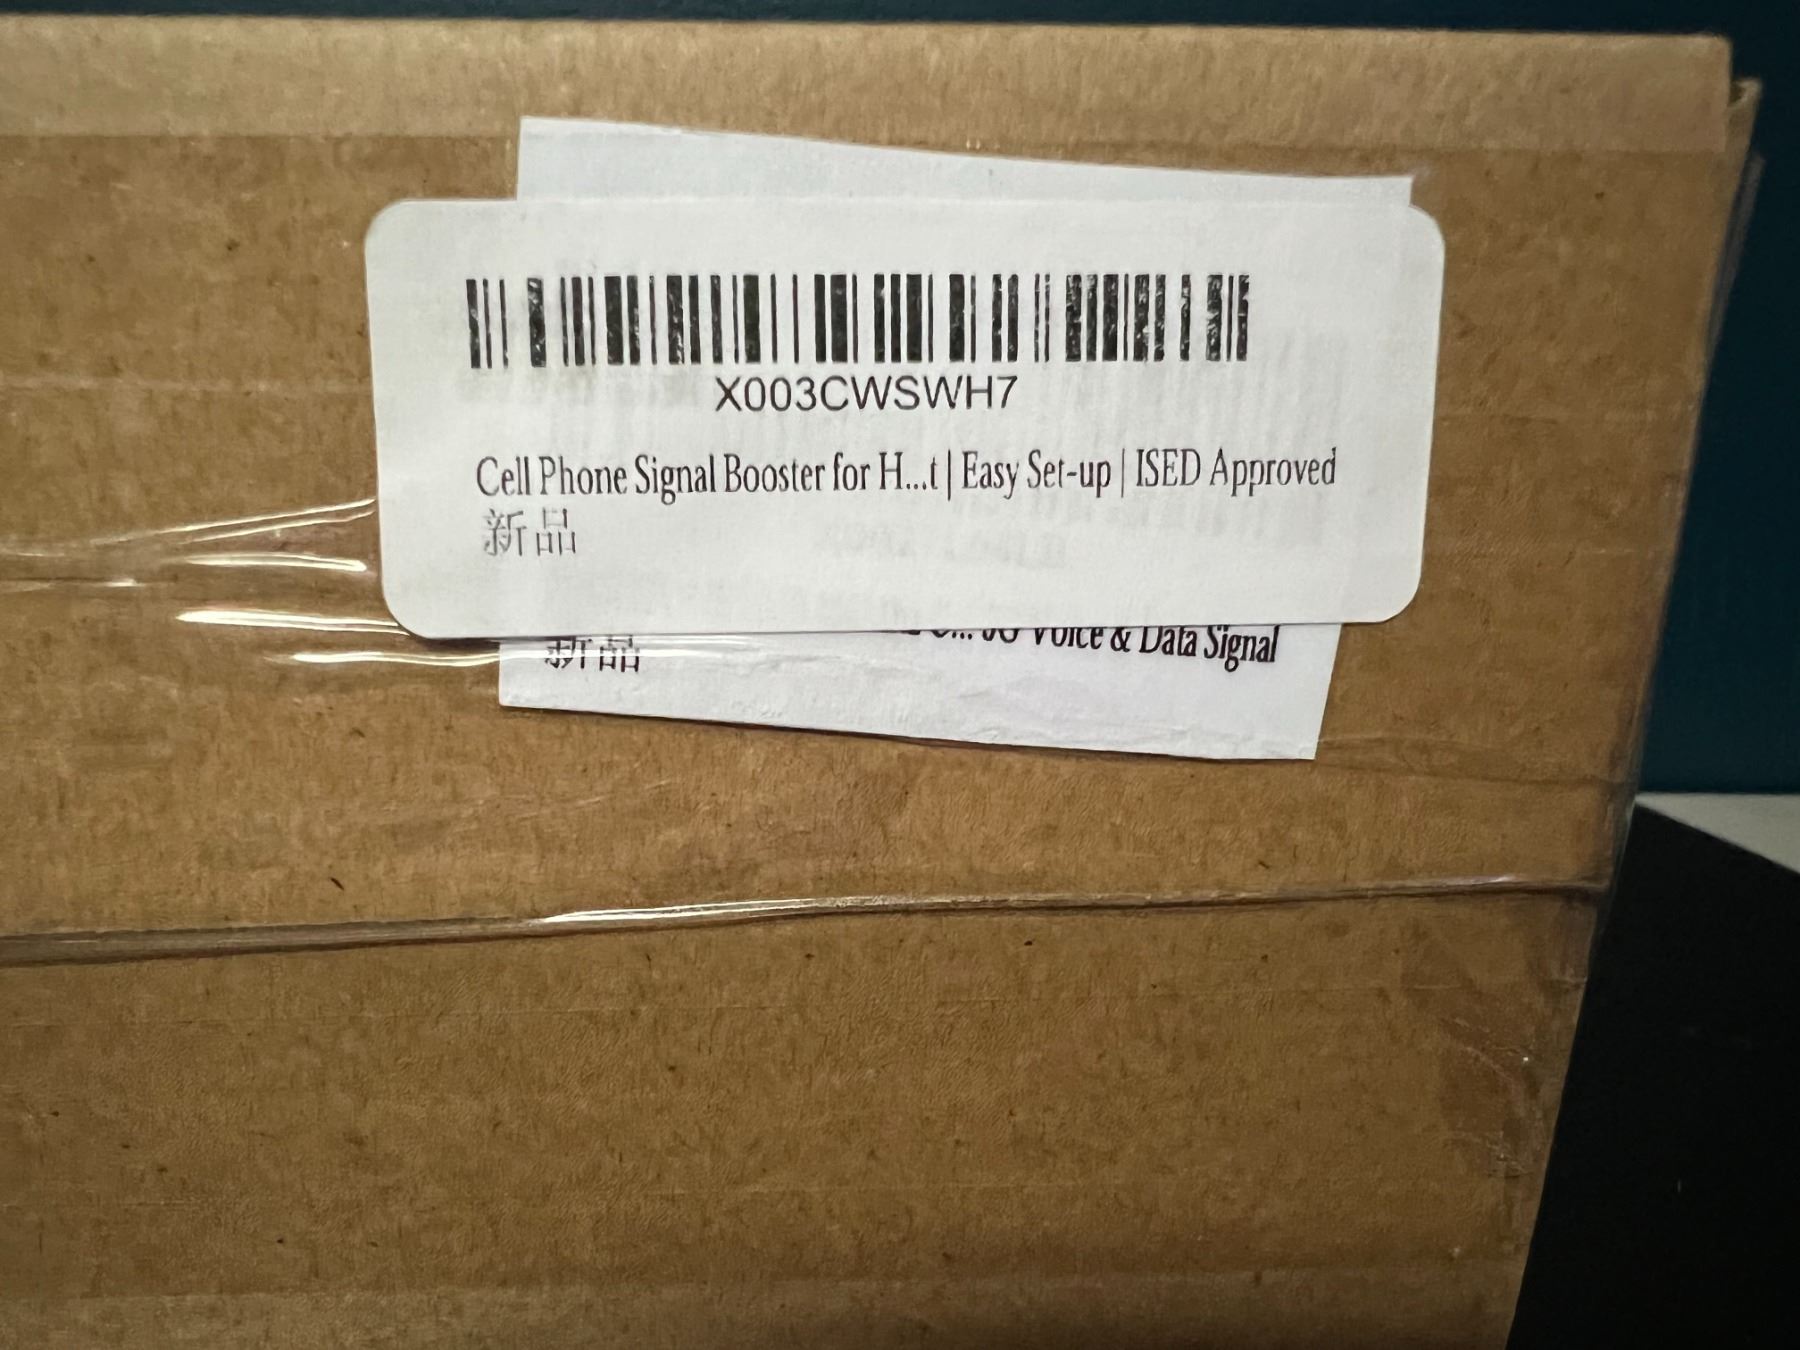 X003CWSWH7
Cell Phone Signal Booster for H...t | Easy Set-up | ISED Approved
新品
Voice & Data Signal
新品